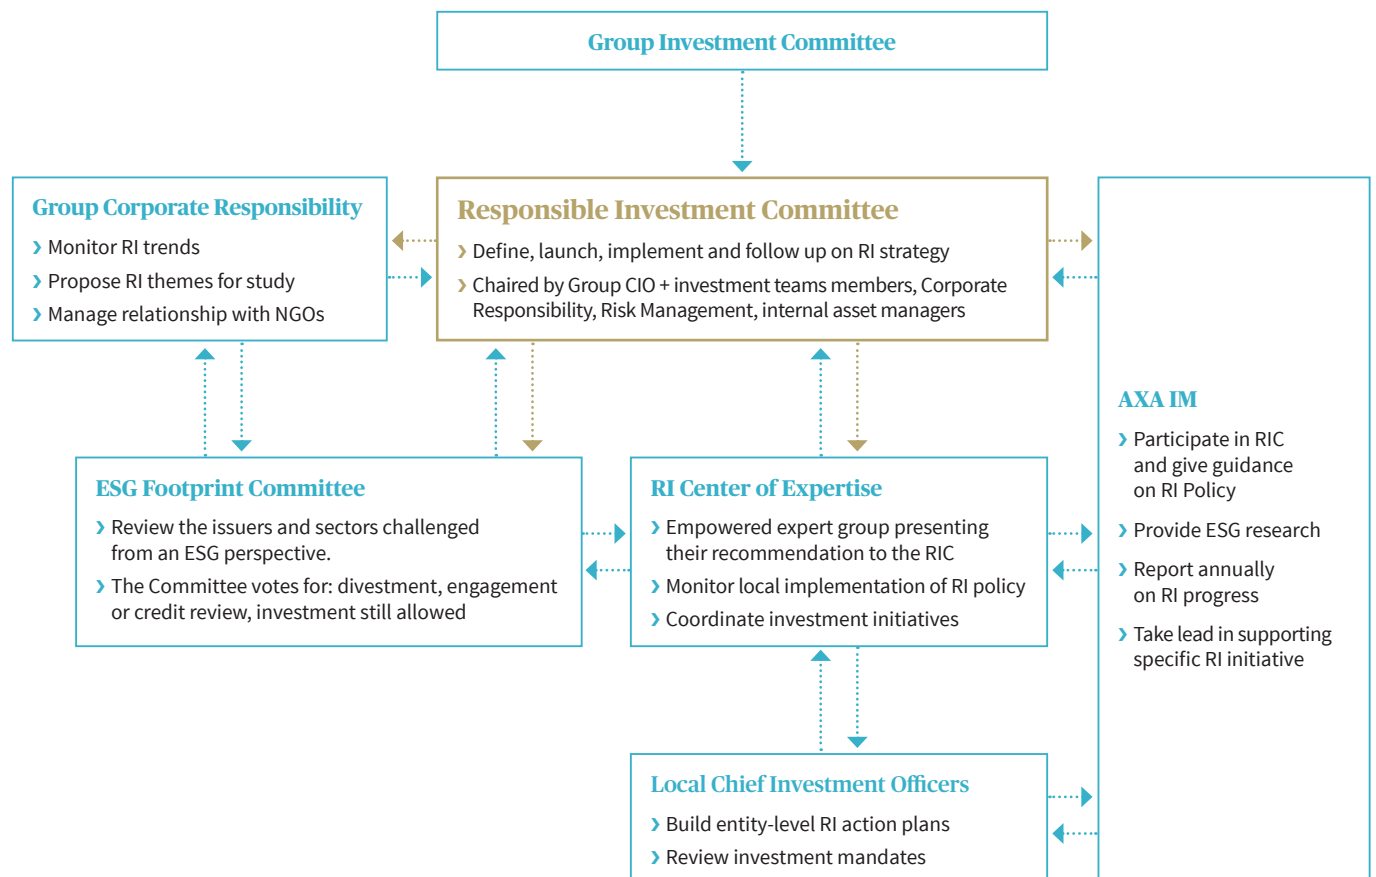 Group Investment Committee
Group Corporate Responsibility
❯ Monitor RI trends
❯ Propose RI themes for study
❯ Manage relationship with NGOs
Responsible Investment Committee
❯ Define, launch, implement and follow up on RI strategy
❯ Chaired by Group CIO + investment teams members, Corporate
Responsibility, Risk Management, internal asset managers
ESG Footprint Committee
❯ Review the issuers and sectors challenged
from an ESG perspective.
❯ The Committee votes for: divestment, engagement
or credit review, investment still allowed
RI Center of Expertise
❯ Empowered expert group presenting
their recommendation to the RIC
❯ Monitor local implementation of RI policy
❯ Coordinate investment initiatives
AXA IM
❯ Participate in RIC
and give guidance
on RI Policy
❯ Provide ESG research
❯ Report annually
on RI progress
❯ Take lead in supporting
specific RI initiative
Local Chief Investment Officers
❯ Build entity-level RI action plans
❯ Review investment mandates